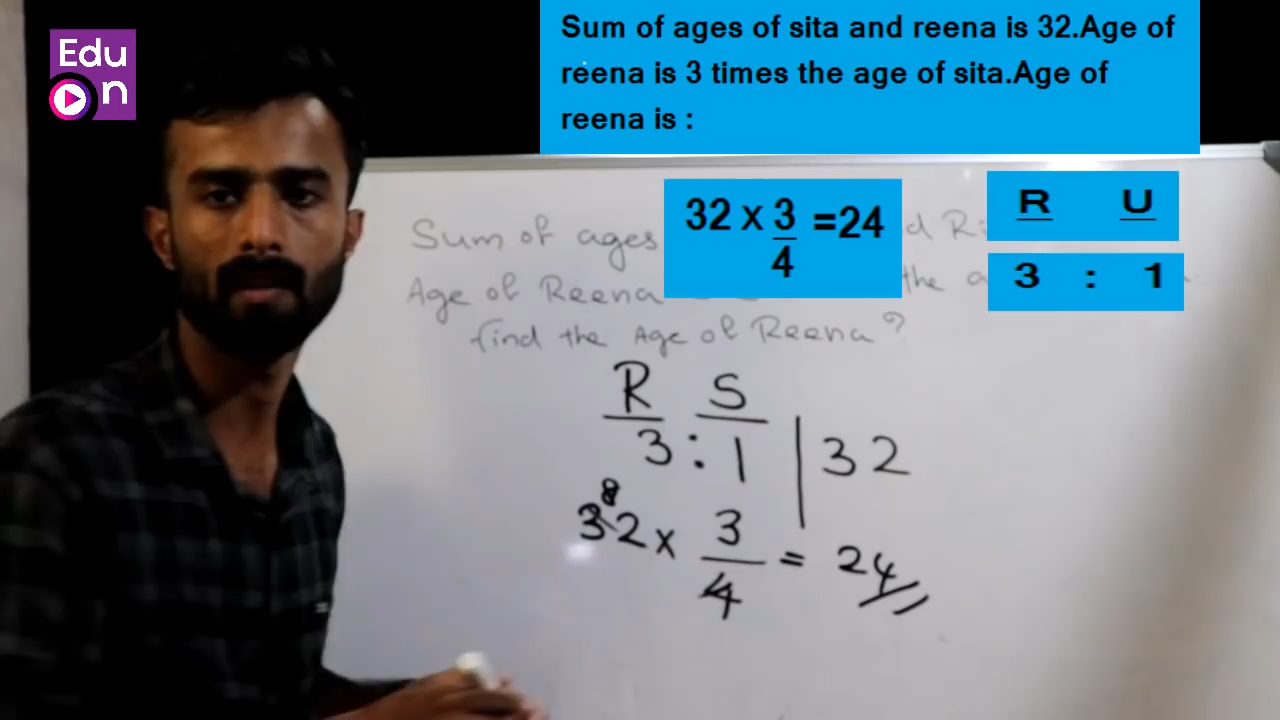 Edu
on
Sum of ages of sita and reena is 32.Age of
reena is 3 times the age of sita.Age of
reena is :
32 x 3/4 =24
R U
3 : 1
Sum of ages
Age of Reena the
find the Age of Reena?
R S
3 : 1 | 32
8
32 x 3/4 = 24